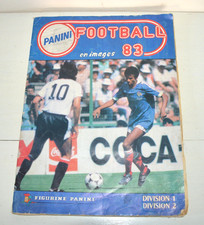 PANINI
FOOTBALL
en images 83
10
COCA
FIGURINE PANINI
DIVISION 1
DIVISION 2